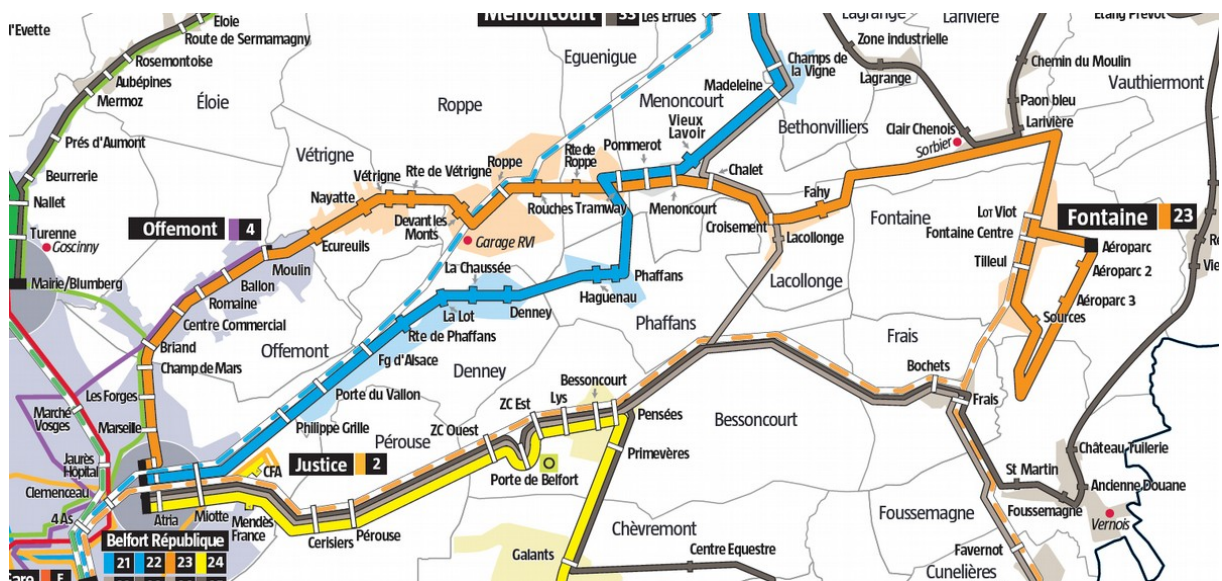 l'Evette
Éloie
Route de Sermamagny
Rosemontoise
Aubépines
Mermoz
Éloie
Prés d'Aumont
Beurrerie
Nallet
Turenne
Coscinny
Mairie/Blumberg
Menoncourt
33
Les Errues
Eguenigue
Roppe
Vétrigne
Madeleine
Champs de
la Vigne
Menoncourt
Bethonvilliers
Vieux
Lavoir
Pommerot
Lagrange
Zone industrielle
Lagrange
Larivière
Etang Prévot
Chemin du Moulin
Vauthiermont
Paon bleu
Larivière
Clair Chenois
Sorbier
Offemont 4
Nayatte
Vétrigne
Rte de Vétrigne
Roppe
Rte de
Roppe
Devant les
Monts
Garage RVI
Rouches
Tramway
Menoncourt
Chalet
Croisement
Lacollonge
Fahy
Fontaine
Lacollonge
Lot Viot
Fontaine Centre
Tilleul
Fontaine 23
Aéroparc
Aéroparc 2
Aéroparc 3
Sources
Ecureuils
Moulin
Ballon
Romaine
Centre Commercial
Briand
Champ de Mars
Les Forges
Marseille
Offemont
La Chaussée
La Lot
Denney
Haguenau
Phaffans
Phaffans
Rte de Phaffans
Fg d'Alsace
Denney
Porte du Vallon
Philippe Grille
Pérouse
Marché
Vosges
Jaurès
Hôpital
Clemenceau
4 As
Atria
Miotte
CFA
Justice 2
Mendès
France
Cerisiers
Pérouse
ZC Ouest
ZC Est
Lys
Bessoncourt
Pensées
Primevères
Porte de Belfort
Bessoncourt
Frais
Bochets
Frais
Château Tuilerie
St Martin
Ancienne Douane
Foussemagne
Foussemagne
Vernois
Chèvremont
Galants
Centre Equestre
Favernot
Cunelières
Belfort République
21 22 23 24